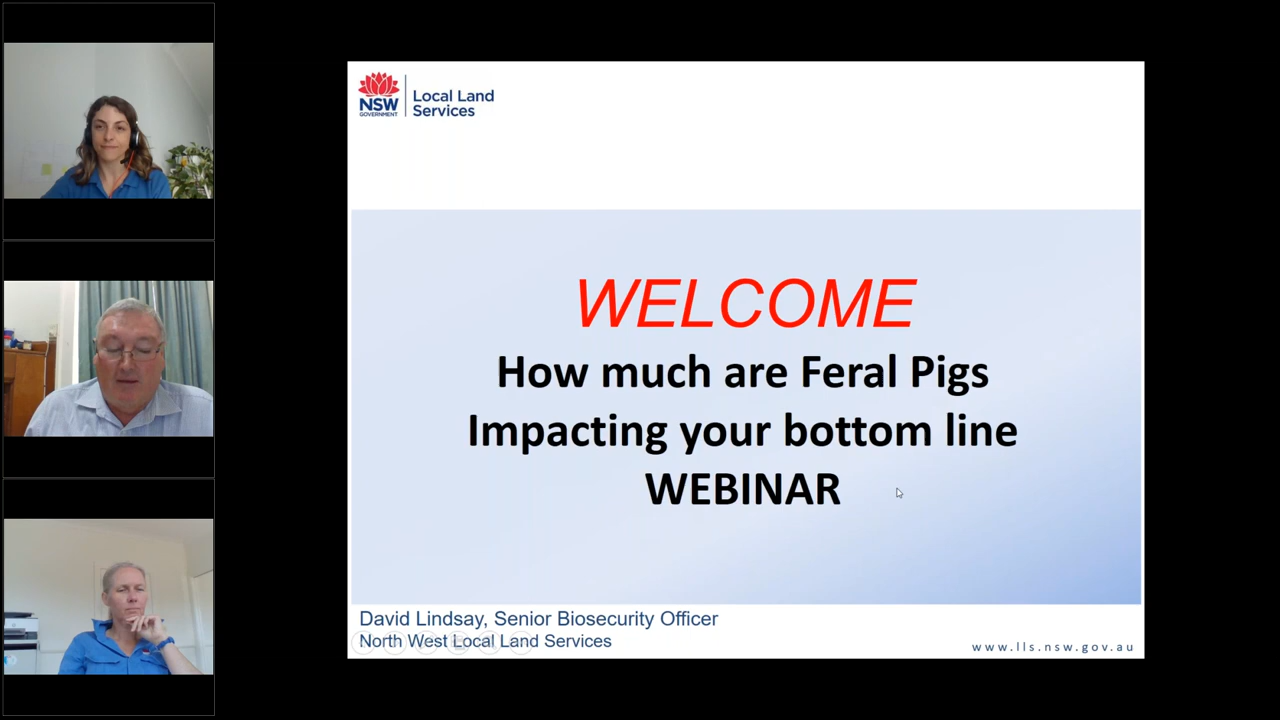 NSW
GOVERNMENT
Local Land
Services
WELCOME
How much are Feral Pigs
Impacting your bottom line
WEBINAR
David Lindsay, Senior Biosecurity Officer
North West Local Land Services
www.lls.nsw.gov.au